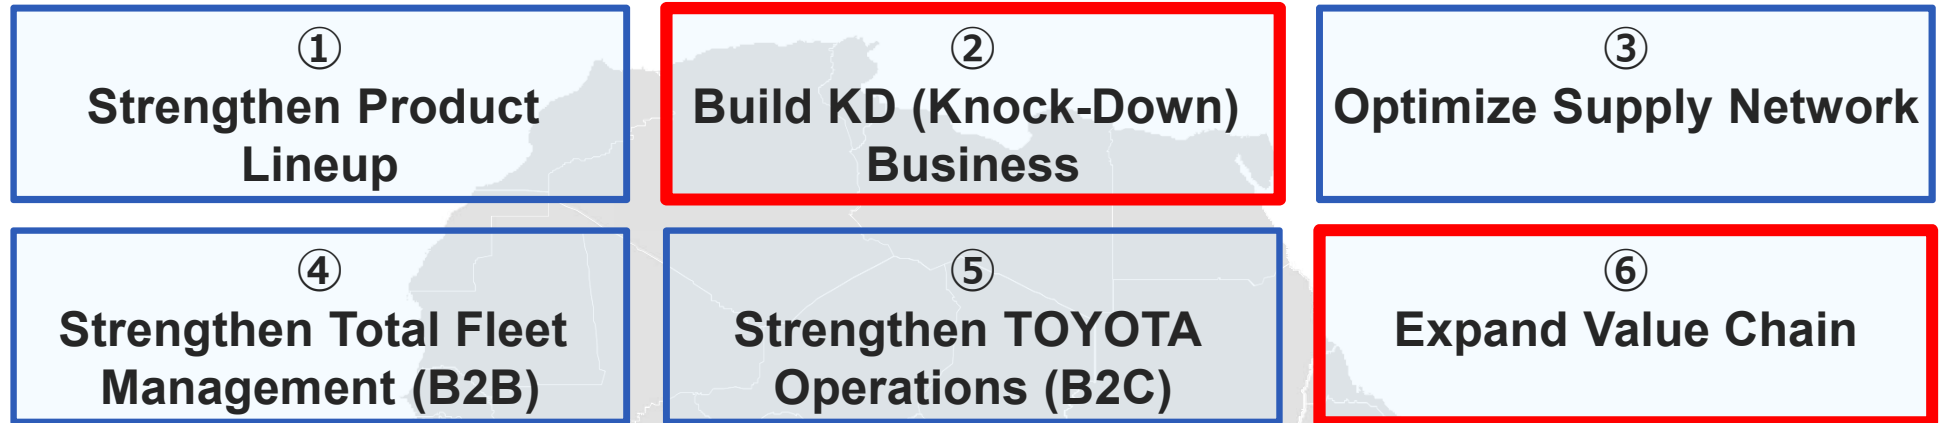 ①
Strengthen Product
Lineup
②
Build KD (Knock-Down)
Business
③
Optimize Supply Network
④
Strengthen Total Fleet
Management (B2B)
⑤
Strengthen TOYOTA
Operations (B2C)
⑥
Expand Value Chain